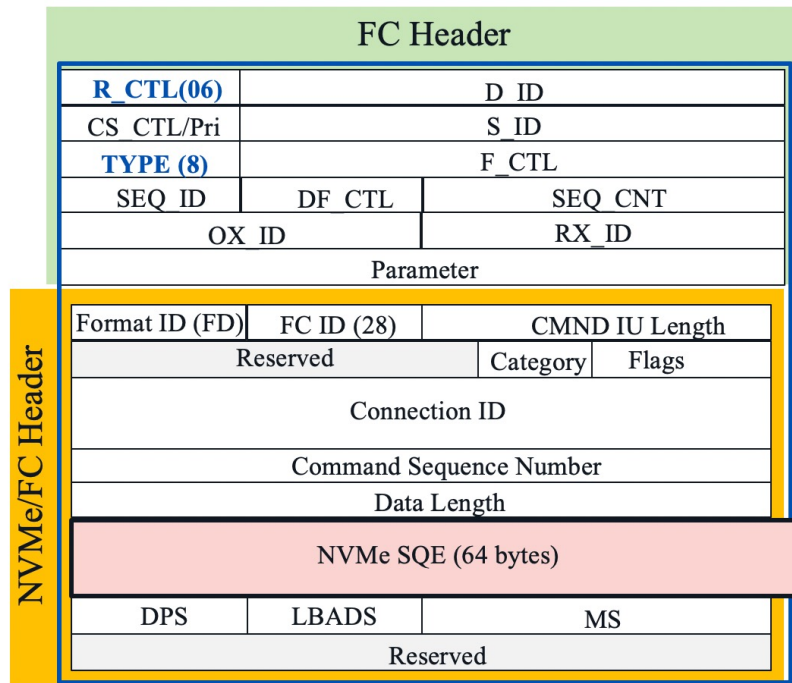 FC Header
R_CTL(06) D_ID
CS_CTL/Pri S_ID
TYPE (8) F_CTL
SEQ_ID DF_CTL SEQ_CNT
OX_ID RX_ID
Parameter
NVMe/FC Header
Format ID (FD) FC ID (28) CMND IU Length
Reserved Category Flags
Connection ID
Command Sequence Number
Data Length
NVMe SQE (64 bytes)
DPS LBADS MS
Reserved